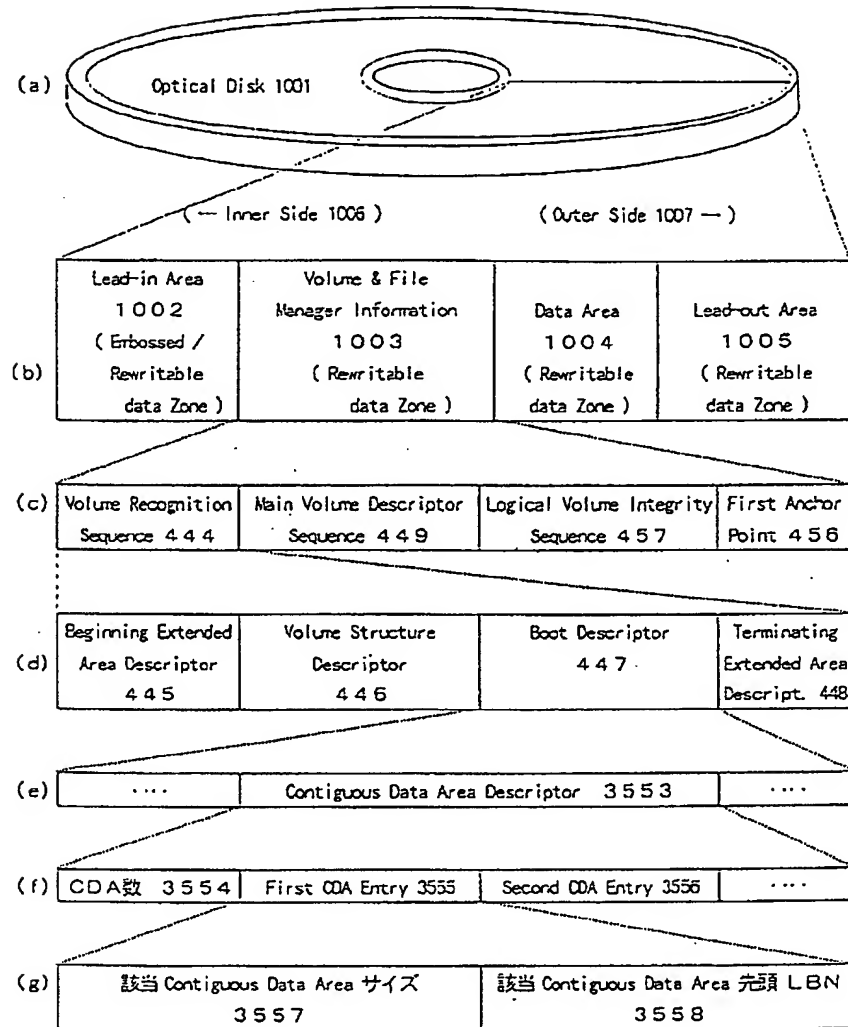 (a)
Optical Disk 1001
(← Inner Side 1006 )
(Outer Side 1007 →)
(b)
Lead-in Area
1002
( Embossed /
Rewritable
data Zone )
Volume & File
Manager Information
1003
( Rewritable
data Zone )
Data Area
1004
( Rewritable
data Zone )
Lead-out Area
1005
( Rewritable
data Zone )
(c)
Volume Recognition
Sequence 444
Main Volume Descriptor
Sequence 449
Logical Volume Integrity
Sequence 457
First Anchor
Point 456
(d)
Beginning Extended
Area Descriptor
445
Volume Structure
Descriptor
446
Boot Descriptor
447
Terminating
Extended Area
Descript. 448
(e)
····
Contiguous Data Area Descriptor 3553
····
(f)
CDA数 3554
First CDA Entry 3555
Second CDA Entry 3556
····
(g)
該当 Contiguous Data Area サイズ
3557
該当 Contiguous Data Area 先頭 LBN
3558